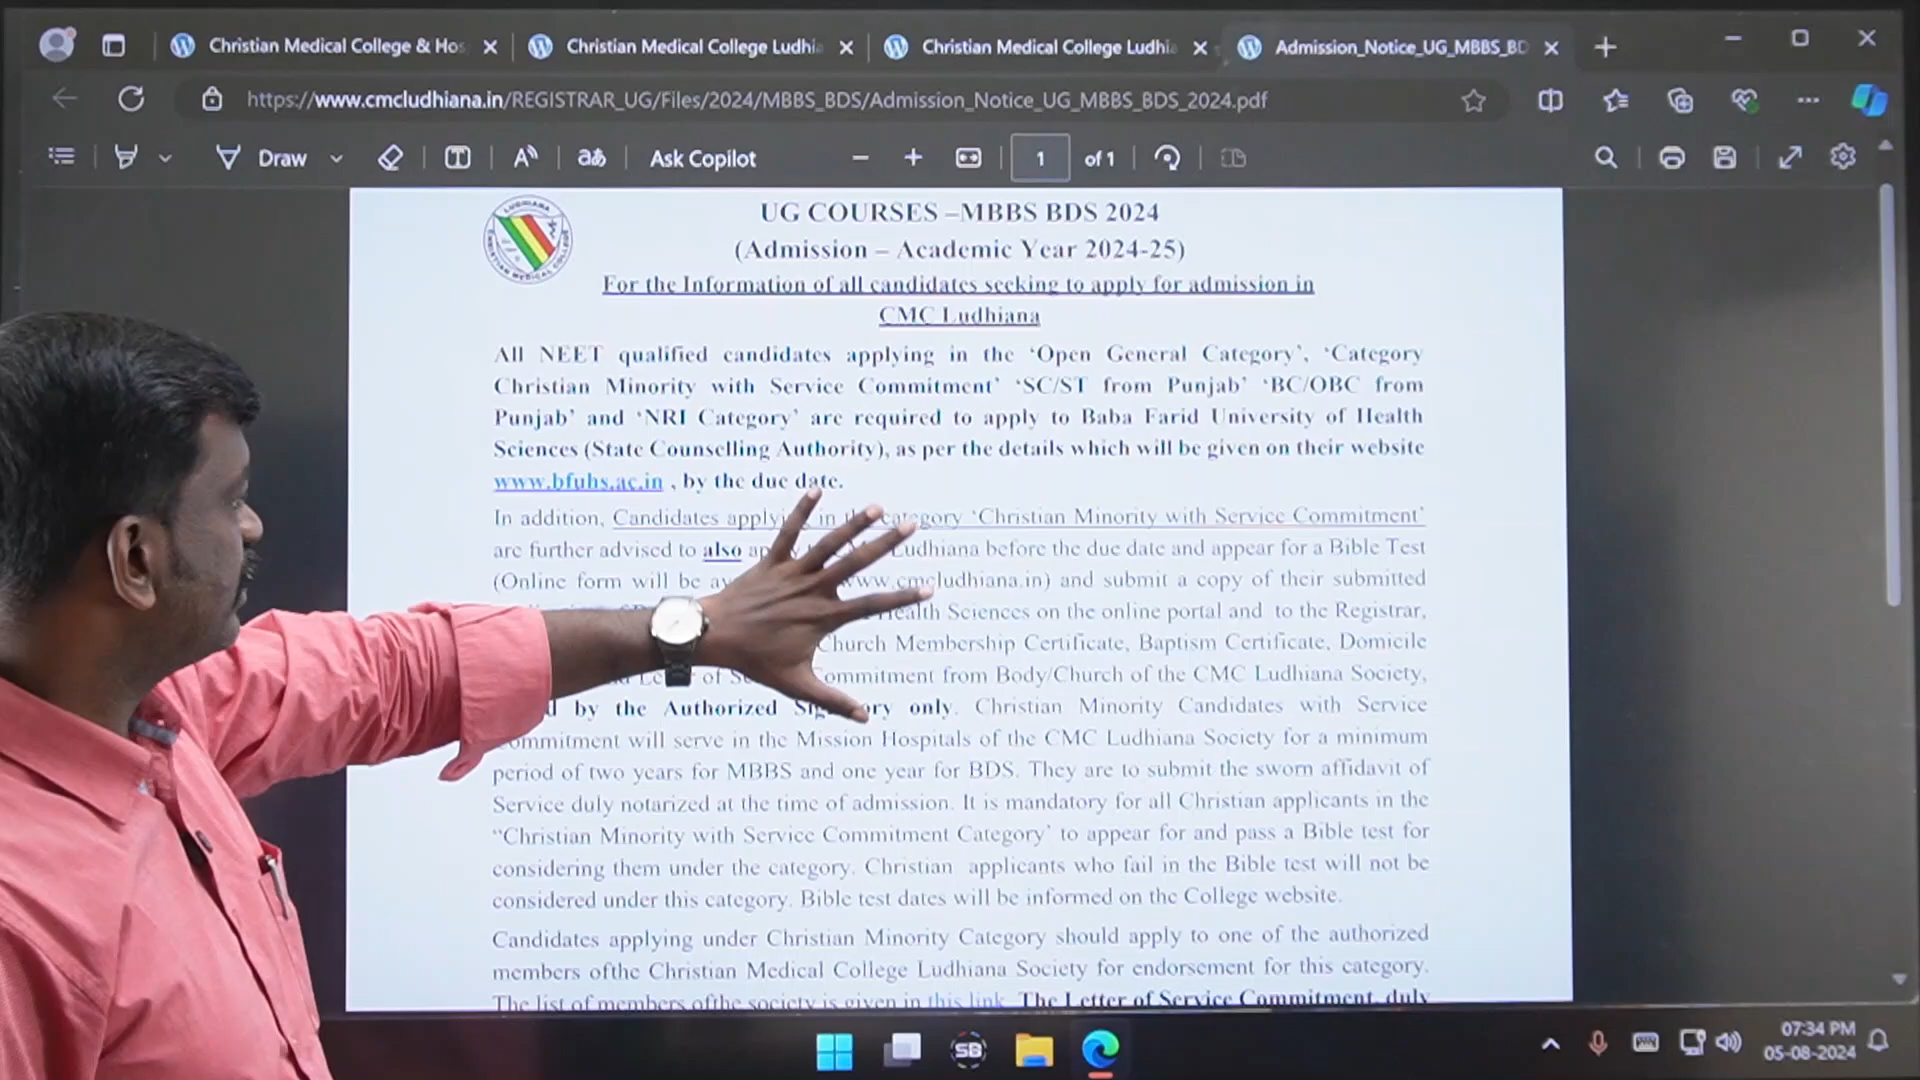 Christian Medical College & Hos
Christian Medical College Ludhi
Christian Medical College Ludhi
Admission_Notice_UG_MBBS_BD
https://www.cmcludhiana.in/REGISTRAR_UG/Files/2024/MBBS_BDS/Admission_Notice_UG_MBBS_BDS_2024.pdf
Draw
aあ
Ask Copilot
1 of 1
LUDHIANA
CHRISTIAN MEDICAL COLLEGE
UG COURSES –MBBS BDS 2024
(Admission – Academic Year 2024-25)
For the Information of all candidates seeking to apply for admission in
CMC Ludhiana
All NEET qualified candidates applying in the ‘Open General Category’, ‘Category
Christian Minority with Service Commitment’ ‘SC/ST from Punjab’ ‘BC/OBC from
Punjab’ and ‘NRI Category’ are required to apply to Baba Farid University of Health
Sciences (State Counselling Authority), as per the details which will be given on their website
www.bfuhs.ac.in , by the due date.
In addition, Candidates applying in the category ‘Christian Minority with Service Commitment’
are further advised to also Ludhiana before the due date and appear for a Bible Test
(Online form will be www.cmcludhiana.in) and submit a copy of their submitted
Health Sciences on the online portal and to the Registrar,
Church Membership Certificate, Baptism Certificate, Domicile
of Commitment from Body/Church of the CMC Ludhiana Society,
by the Authorized Signatory only. Christian Minority Candidates with Service
Commitment will serve in the Mission Hospitals of the CMC Ludhiana Society for a minimum
period of two years for MBBS and one year for BDS. They are to submit the sworn affidavit of
Service duly notarized at the time of admission. It is mandatory for all Christian applicants in the
“Christian Minority with Service Commitment Category’ to appear for and pass a Bible test for
considering them under the category. Christian applicants who fail in the Bible test will not be
considered under this category. Bible test dates will be informed on the College website.
Candidates applying under Christian Minority Category should apply to one of the authorized
members ofthe Christian Medical College Ludhiana Society for endorsement for this category.
The list of members ofthe society is given in this link. The Letter of Service Commitment, duly
SB
07:34 PM
05-08-2024